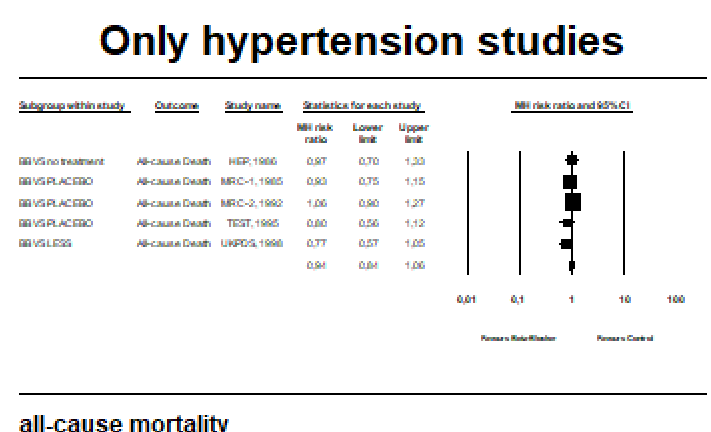 Only hypertension studies
Subgroup within study Outcome Study name Statistics for each study MH risk ratio and 95% CI
MH risk ratio Lower limit Upper limit
BB VS no treatment All-cause Death HEP, 1986 0,97 0,70 1,33
BB VS PLACEBO All-cause Death MRC-1, 1985 0,93 0,75 1,15
BB VS PLACEBO All-cause Death MRC-2, 1992 1,06 0,90 1,27
BB VS PLACEBO All-cause Death TEST, 1995 0,80 0,56 1,12
BB VS LESS All-cause Death UKPDS, 1998 0,77 0,57 1,05
0,94 0,84 1,06
0,01 0,1 1 10 100
Favours Beta-Blocker Favours Control
all-cause mortality